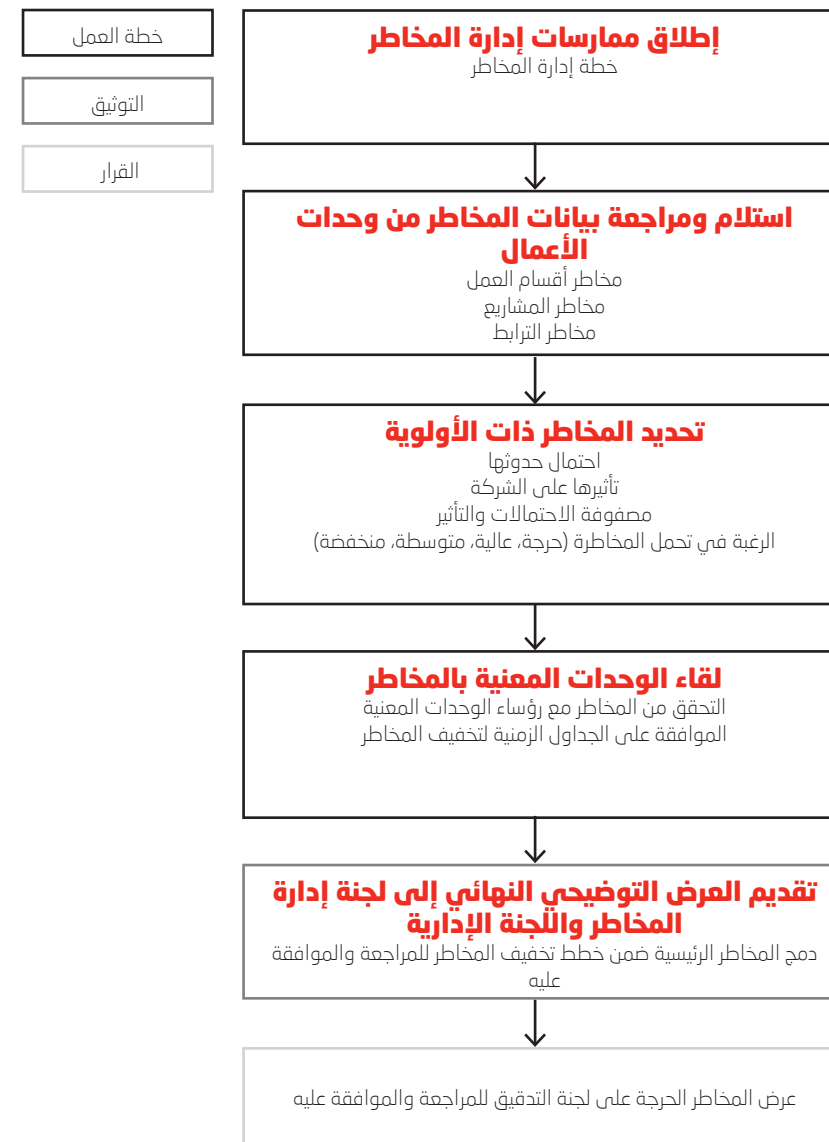 خطة العمل
التوثيق
القرار
إطلاق ممارسات إدارة المخاطر
خطة إدارة المخاطر
استلام ومراجعة بيانات المخاطر من وحدات
الأعمال
مخاطر أقسام العمل
مخاطر المشاريع
مخاطر الترابط
تحديد المخاطر ذات الأولوية
احتمال حدوثها
تأثيرها على الشركة
مصفوفة الاحتمالات والتأثير
الرغبة في تحمل المخاطرة (حرجة، عالية، متوسطة، منخفضة)
لقاء الوحدات المعنية بالمخاطر
التحقق من المخاطر مع رؤساء الوحدات المعنية
الموافقة على الجداول الزمنية لتخفيف المخاطر
تقديم العرض التوضيحي النهائي إلى لجنة إدارة
المخاطر واللجنة الإدارية
دمج المخاطر الرئيسية ضمن خطط تخفيف المخاطر للمراجعة والموافقة
عليه
عرض المخاطر الحرجة على لجنة التدقيق للمراجعة والموافقة عليه